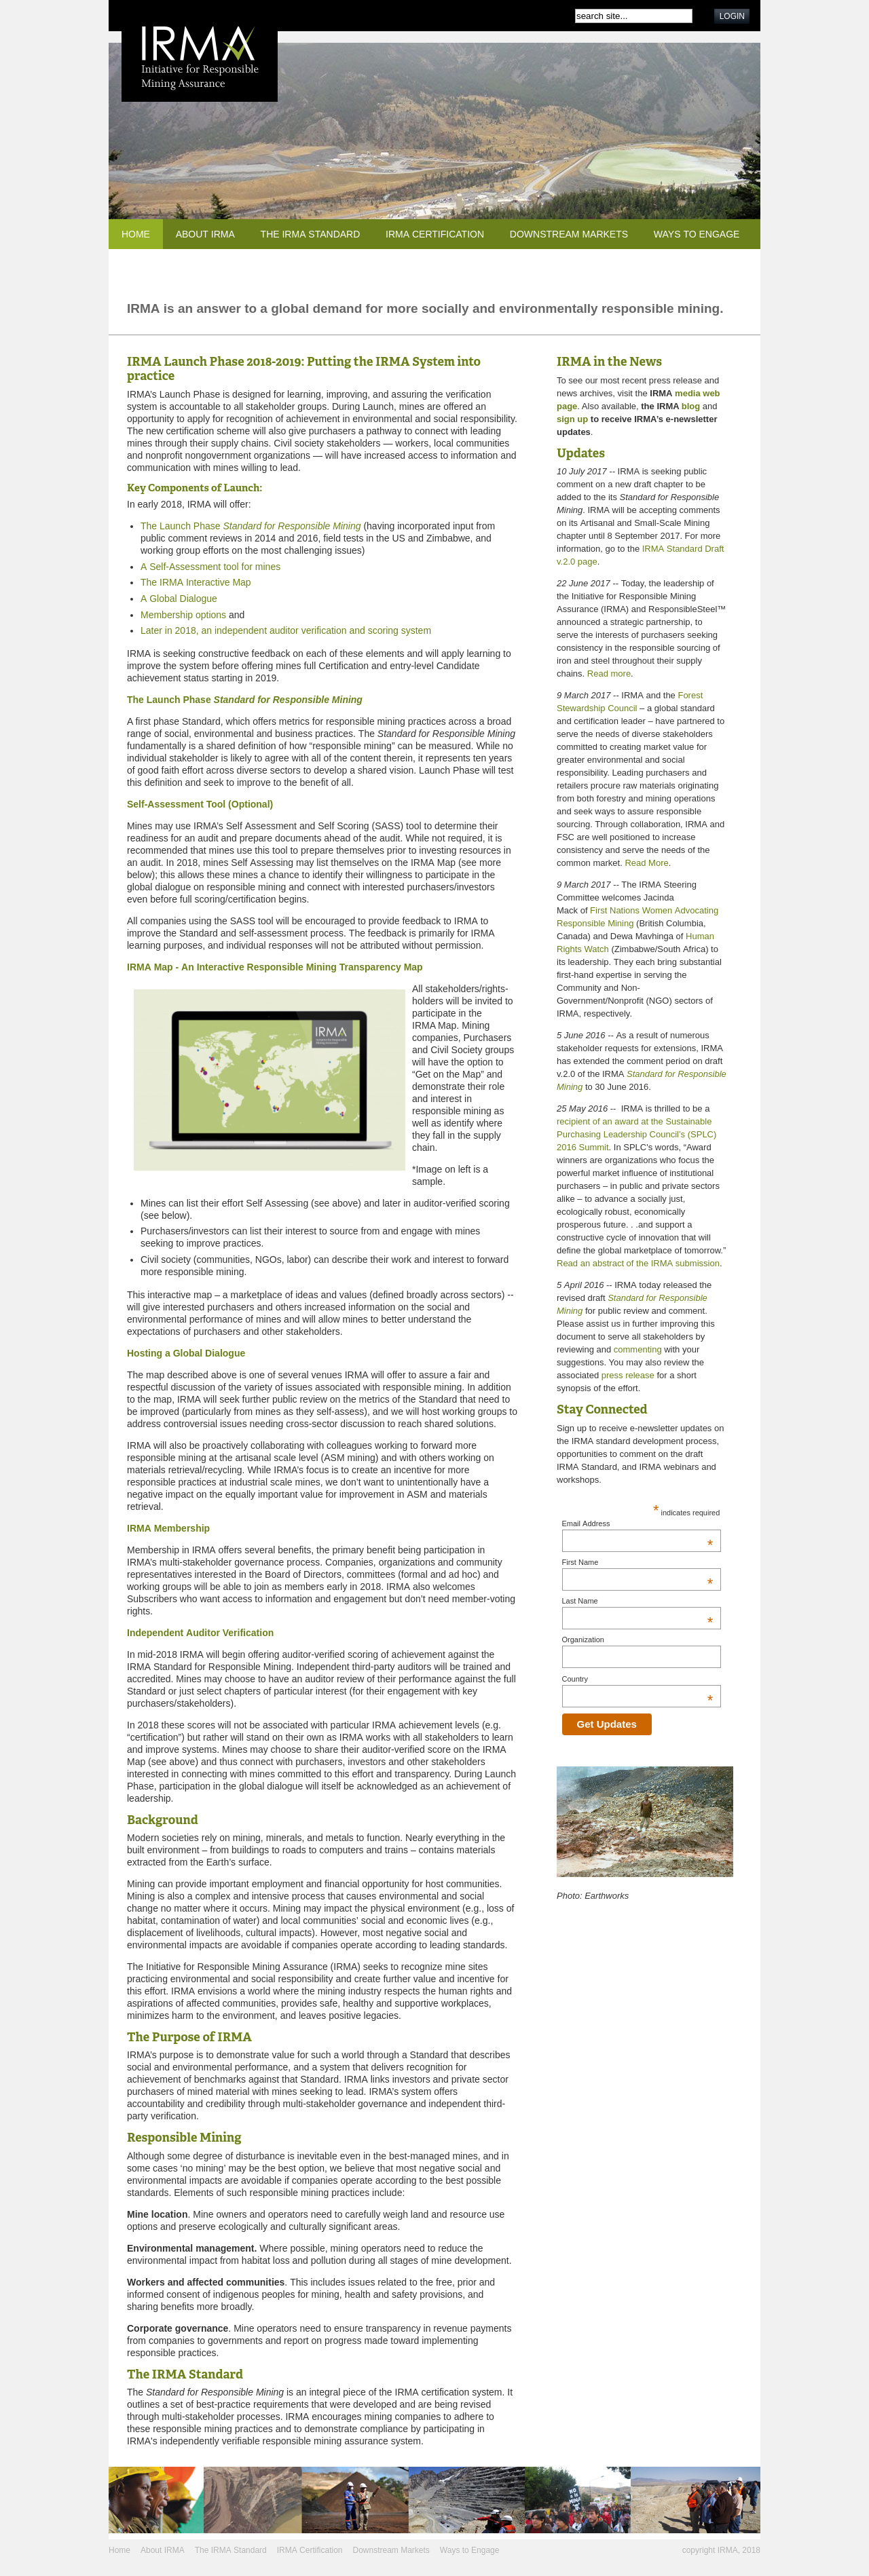 search site...
LOGIN
IRMA
Initiative for Responsible
Mining Assurance
HOME
ABOUT IRMA
THE IRMA STANDARD
IRMA CERTIFICATION
DOWNSTREAM MARKETS
WAYS TO ENGAGE
IRMA is an answer to a global demand for more socially and environmentally responsible mining.
IRMA Launch Phase 2018-2019: Putting the IRMA System into
practice
IRMA's Launch Phase is designed for learning, improving, and assuring the verification
system is accountable to all stakeholder groups. During Launch, mines are offered an
opportunity to apply for recognition of achievement in environmental and social responsibility.
The new certification scheme will also give purchasers a pathway to connect with leading
mines through their supply chains. Civil society stakeholders — workers, local communities
and nonprofit nongovernment organizations — will have increased access to information and
communication with mines willing to lead.
Key Components of Launch:
In early 2018, IRMA will offer:
• The Launch Phase Standard for Responsible Mining (having incorporated input from
public comment reviews in 2014 and 2016, field tests in the US and Zimbabwe, and
working group efforts on the most challenging issues)
• A Self-Assessment tool for mines
• The IRMA Interactive Map
• A Global Dialogue
• Membership options and
• Later in 2018, an independent auditor verification and scoring system
IRMA is seeking constructive feedback on each of these elements and will apply learning to
improve the system before offering mines full Certification and entry-level Candidate
achievement status starting in 2019.
The Launch Phase Standard for Responsible Mining
A first phase Standard, which offers metrics for responsible mining practices across a broad
range of social, environmental and business practices. The Standard for Responsible Mining
fundamentally is a shared definition of how “responsible mining” can be measured. While no
individual stakeholder is likely to agree with all of the content therein, it represents ten years
of good faith effort across diverse sectors to develop a shared vision. Launch Phase will test
this definition and seek to improve to the benefit of all.
Self-Assessment Tool (Optional)
Mines may use IRMA's Self Assessment and Self Scoring (SASS) tool to determine their
readiness for an audit and prepare documents ahead of the audit. While not required, it is
recommended that mines use this tool to prepare themselves prior to investing resources in
an audit. In 2018, mines Self Assessing may list themselves on the IRMA Map (see more
below); this allows these mines a chance to identify their willingness to participate in the
global dialogue on responsible mining and connect with interested purchasers/investors
even before full scoring/certification begins.
All companies using the SASS tool will be encouraged to provide feedback to IRMA to
improve the Standard and self-assessment process. The feedback is primarily for IRMA
learning purposes, and individual responses will not be attributed without permission.
IRMA Map - An Interactive Responsible Mining Transparency Map
IRMA
All stakeholders/rights-
holders will be invited to
participate in the
IRMA Map. Mining
companies, Purchasers
and Civil Society groups
will have the option to
“Get on the Map” and
demonstrate their role
and interest in
responsible mining as
well as identify where
they fall in the supply
chain.
*Image on left is a
sample.
• Mines can list their effort Self Assessing (see above) and later in auditor-verified scoring
(see below).
• Purchasers/investors can list their interest to source from and engage with mines
seeking to improve practices.
• Civil society (communities, NGOs, labor) can describe their work and interest to forward
more responsible mining.
This interactive map – a marketplace of ideas and values (defined broadly across sectors) --
will give interested purchasers and others increased information on the social and
environmental performance of mines and will allow mines to better understand the
expectations of purchasers and other stakeholders.
Hosting a Global Dialogue
The map described above is one of several venues IRMA will offer to assure a fair and
respectful discussion of the variety of issues associated with responsible mining. In addition
to the map, IRMA will seek further public review on the metrics of the Standard that need to
be improved (particularly from mines as they self-assess), and we will host working groups to
address controversial issues needing cross-sector discussion to reach shared solutions.
IRMA will also be proactively collaborating with colleagues working to forward more
responsible mining at the artisanal scale level (ASM mining) and with others working on
materials retrieval/recycling. While IRMA's focus is to create an incentive for more
responsible practices at industrial scale mines, we don't want to unintentionally have a
negative impact on the equally important value for improvement in ASM and materials
retrieval.
IRMA Membership
Membership in IRMA offers several benefits, the primary benefit being participation in
IRMA's multi-stakeholder governance process. Companies, organizations and community
representatives interested in the Board of Directors, committees (formal and ad hoc) and
working groups will be able to join as members early in 2018. IRMA also welcomes
Subscribers who want access to information and engagement but don't need member-voting
rights.
Independent Auditor Verification
In mid-2018 IRMA will begin offering auditor-verified scoring of achievement against the
IRMA Standard for Responsible Mining. Independent third-party auditors will be trained and
accredited. Mines may choose to have an auditor review of their performance against the full
Standard or just select chapters of particular interest (for their engagement with key
purchasers/stakeholders).
In 2018 these scores will not be associated with particular IRMA achievement levels (e.g.
“certification”) but rather will stand on their own as IRMA works with all stakeholders to learn
and improve systems. Mines may choose to share their auditor-verified score on the IRMA
Map (see above) and thus connect with purchasers, investors and other stakeholders
interested in connecting with mines committed to this effort and transparency. During Launch
Phase, participation in the global dialogue will itself be acknowledged as an achievement of
leadership.
Background
Modern societies rely on mining, minerals, and metals to function. Nearly everything in the
built environment – from buildings to roads to computers and trains – contains materials
extracted from the Earth's surface.
Mining can provide important employment and financial opportunity for host communities.
Mining is also a complex and intensive process that causes environmental and social
change no matter where it occurs. Mining may impact the physical environment (e.g., loss of
habitat, contamination of water) and local communities' social and economic lives (e.g.,
displacement of livelihoods, cultural impacts). However, most negative social and
environmental impacts are avoidable if companies operate according to leading standards.
The Initiative for Responsible Mining Assurance (IRMA) seeks to recognize mine sites
practicing environmental and social responsibility and create further value and incentive for
this effort. IRMA envisions a world where the mining industry respects the human rights and
aspirations of affected communities, provides safe, healthy and supportive workplaces,
minimizes harm to the environment, and leaves positive legacies.
The Purpose of IRMA
IRMA's purpose is to demonstrate value for such a world through a Standard that describes
social and environmental performance, and a system that delivers recognition for
achievement of benchmarks against that Standard. IRMA links investors and private sector
purchasers of mined material with mines seeking to lead. IRMA's system offers
accountability and credibility through multi-stakeholder governance and independent third-
party verification.
Responsible Mining
Although some degree of disturbance is inevitable even in the best-managed mines, and in
some cases ‘no mining’ may be the best option, we believe that most negative social and
environmental impacts are avoidable if companies operate according to the best possible
standards. Elements of such responsible mining practices include:
Mine location. Mine owners and operators need to carefully weigh land and resource use
options and preserve ecologically and culturally significant areas.
Environmental management. Where possible, mining operators need to reduce the
environmental impact from habitat loss and pollution during all stages of mine development.
Workers and affected communities. This includes issues related to the free, prior and
informed consent of indigenous peoples for mining, health and safety provisions, and
sharing benefits more broadly.
Corporate governance. Mine operators need to ensure transparency in revenue payments
from companies to governments and report on progress made toward implementing
responsible practices.
The IRMA Standard
The Standard for Responsible Mining is an integral piece of the IRMA certification system. It
outlines a set of best-practice requirements that were developed and are being revised
through multi-stakeholder processes. IRMA encourages mining companies to adhere to
these responsible mining practices and to demonstrate compliance by participating in
IRMA's independently verifiable responsible mining assurance system.
IRMA in the News
To see our most recent press release and
news archives, visit the IRMA media web
page. Also available, the IRMA blog and
sign up to receive IRMA's e-newsletter
updates.
Updates
10 July 2017 -- IRMA is seeking public
comment on a new draft chapter to be
added to the its Standard for Responsible
Mining. IRMA will be accepting comments
on its Artisanal and Small-Scale Mining
chapter until 8 September 2017. For more
information, go to the IRMA Standard Draft
v.2.0 page.
22 June 2017 -- Today, the leadership of
the Initiative for Responsible Mining
Assurance (IRMA) and ResponsibleSteel™
announced a strategic partnership, to
serve the interests of purchasers seeking
consistency in the responsible sourcing of
iron and steel throughout their supply
chains. Read more.
9 March 2017 -- IRMA and the Forest
Stewardship Council – a global standard
and certification leader – have partnered to
serve the needs of diverse stakeholders
committed to creating market value for
greater environmental and social
responsibility. Leading purchasers and
retailers procure raw materials originating
from both forestry and mining operations
and seek ways to assure responsible
sourcing. Through collaboration, IRMA and
FSC are well positioned to increase
consistency and serve the needs of the
common market. Read More.
9 March 2017 -- The IRMA Steering
Committee welcomes Jacinda
Mack of First Nations Women Advocating
Responsible Mining (British Columbia,
Canada) and Dewa Mavhinga of Human
Rights Watch (Zimbabwe/South Africa) to
its leadership. They each bring substantial
first-hand expertise in serving the
Community and Non-
Government/Nonprofit (NGO) sectors of
IRMA, respectively.
5 June 2016 -- As a result of numerous
stakeholder requests for extensions, IRMA
has extended the comment period on draft
v.2.0 of the IRMA Standard for Responsible
Mining to 30 June 2016.
25 May 2016 -- IRMA is thrilled to be a
recipient of an award at the Sustainable
Purchasing Leadership Council's (SPLC)
2016 Summit. In SPLC's words, “Award
winners are organizations who focus the
powerful market influence of institutional
purchasers – in public and private sectors
alike – to advance a socially just,
ecologically robust, economically
prosperous future. . .and support a
constructive cycle of innovation that will
define the global marketplace of tomorrow.”
Read an abstract of the IRMA submission.
5 April 2016 -- IRMA today released the
revised draft Standard for Responsible
Mining for public review and comment.
Please assist us in further improving this
document to serve all stakeholders by
reviewing and commenting with your
suggestions. You may also review the
associated press release for a short
synopsis of the effort.
Stay Connected
Sign up to receive e-newsletter updates on
the IRMA standard development process,
opportunities to comment on the draft
IRMA Standard, and IRMA webinars and
workshops.
* indicates required
Email Address
*
First Name
*
Last Name
*
Organization
Country
*
Get Updates
Photo: Earthworks
Home
About IRMA
The IRMA Standard
IRMA Certification
Downstream Markets
Ways to Engage
copyright IRMA, 2018